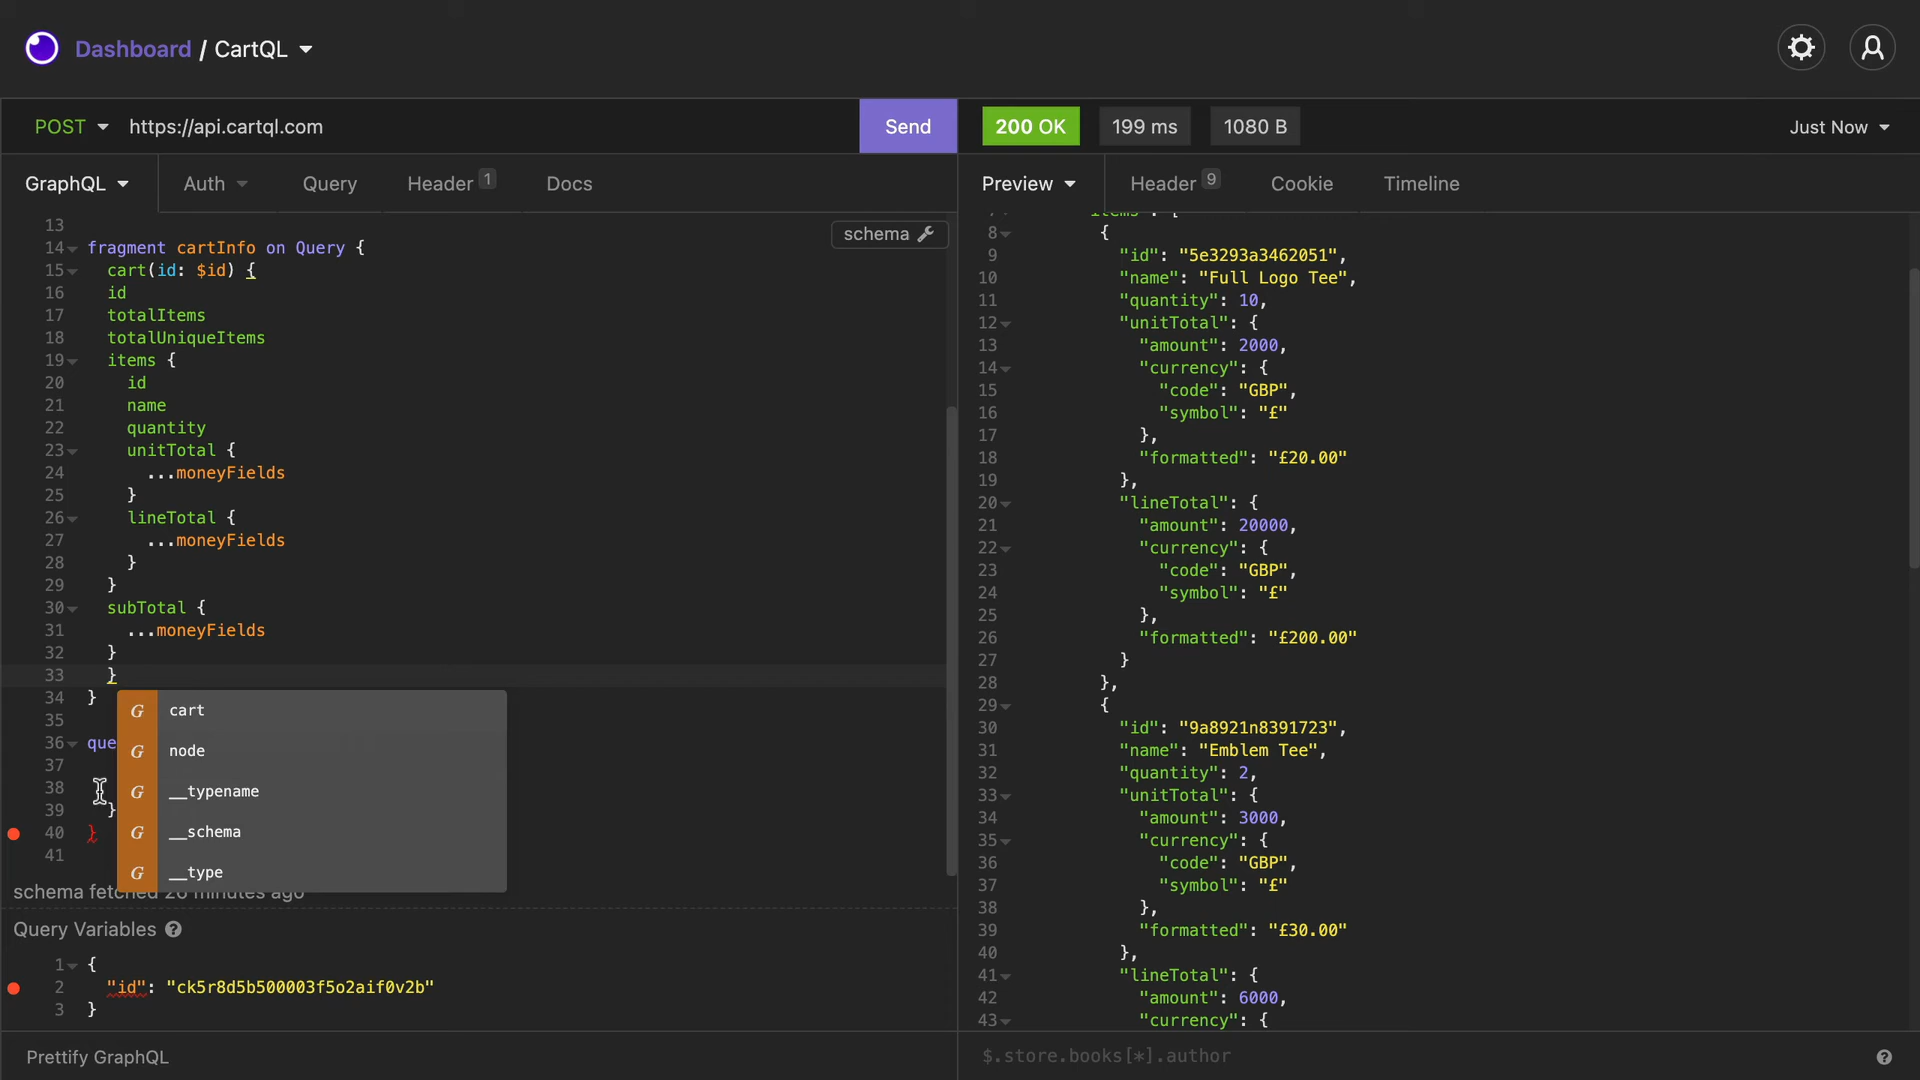 Dashboard / CartQL
POST https://api.cartql.com Send
200 OK 199 ms 1080 B Just Now
GraphQL Auth Query Header 1 Docs
Preview Header 9 Cookie Timeline
schema
13
14 fragment cartInfo on Query {
15 cart(id: $id) {
16 id
17 totalItems
18 totalUniqueItems
19 items {
20 id
21 name
22 quantity
23 unitTotal {
24 ...moneyFields
25 }
26 lineTotal {
27 ...moneyFields
28 }
29 }
30 subTotal {
31 ...moneyFields
32 }
33 }
34 }
35
36 que
37
38
39 }
40 }
41
G cart
G node
G __typename
G __schema
G __type
schema fetched 26 minutes ago
Query Variables ?
1 {
2 "id": "ck5r8d5b500003f5o2aif0v2b"
3 }
Prettify GraphQL
items : [
8 {
9 "id": "5e3293a3462051",
10 "name": "Full Logo Tee",
11 "quantity": 10,
12 "unitTotal": {
13 "amount": 2000,
14 "currency": {
15 "code": "GBP",
16 "symbol": "£"
17 },
18 "formatted": "£20.00"
19 },
20 "lineTotal": {
21 "amount": 20000,
22 "currency": {
23 "code": "GBP",
24 "symbol": "£"
25 },
26 "formatted": "£200.00"
27 }
28 },
29 {
30 "id": "9a8921n8391723",
31 "name": "Emblem Tee",
32 "quantity": 2,
33 "unitTotal": {
34 "amount": 3000,
35 "currency": {
36 "code": "GBP",
37 "symbol": "£"
38 },
39 "formatted": "£30.00"
40 },
41 "lineTotal": {
42 "amount": 6000,
43 "currency": {
$.store.books[*].author ?